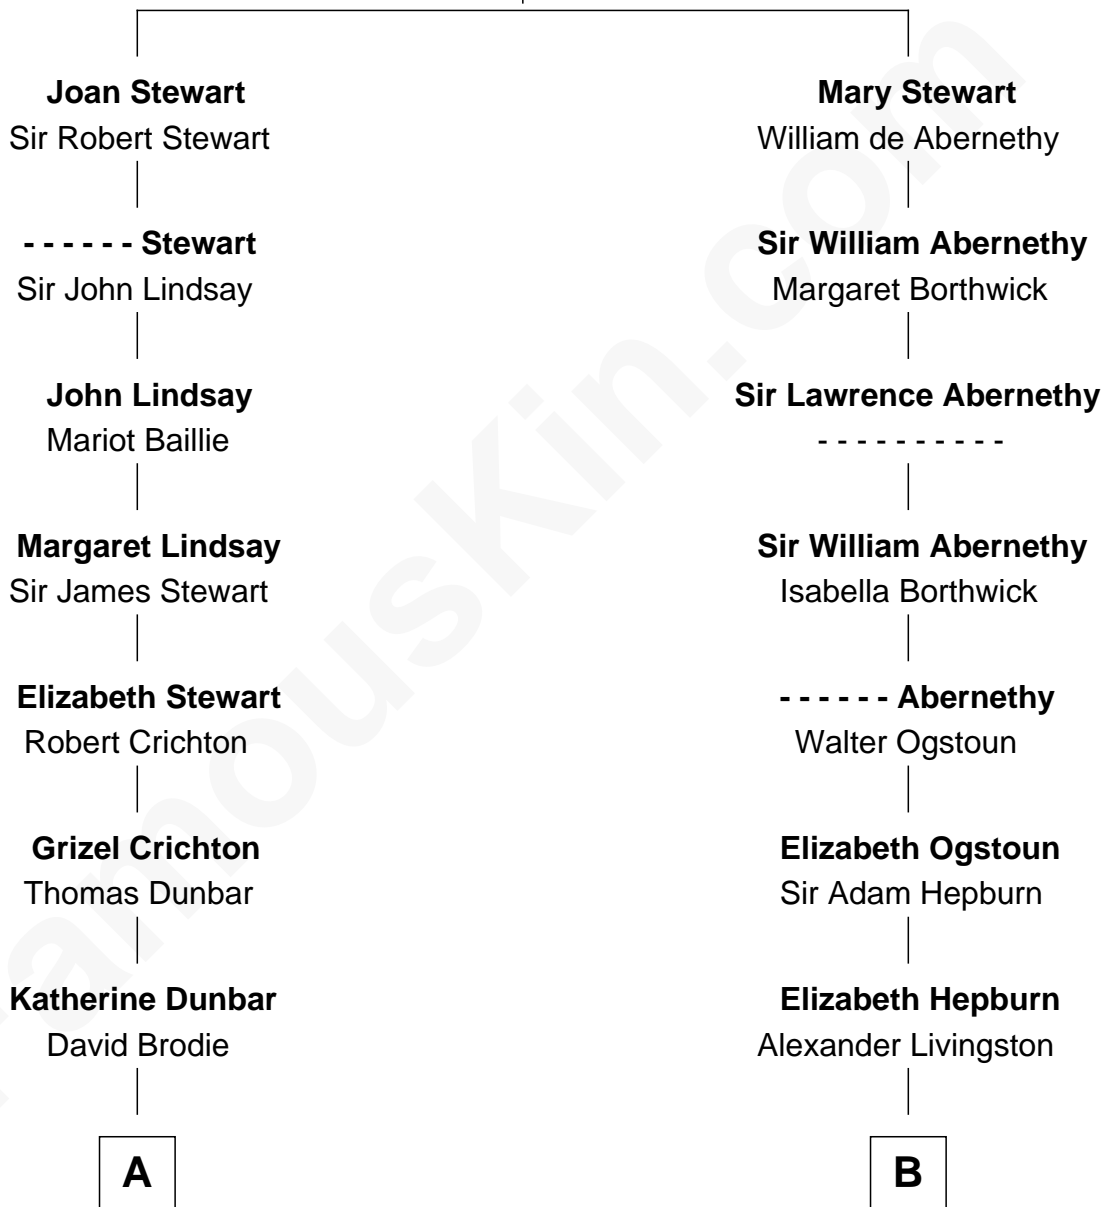 Joan Stewart
Sir Robert Stewart
- - - - - - Stewart
Sir John Lindsay
John Lindsay
Mariot Baillie
Margaret Lindsay
Sir James Stewart
Elizabeth Stewart
Robert Crichton
Grizel Crichton
Thomas Dunbar
Katherine Dunbar
David Brodie
A
Mary Stewart
William de Abernethy
Sir William Abernethy
Margaret Borthwick
Sir Lawrence Abernethy
- - - - - - - - - -
Sir William Abernethy
Isabella Borthwick
- - - - - - Abernethy
Walter Ogstoun
Elizabeth Ogstoun
Sir Adam Hepburn
Elizabeth Hepburn
Alexander Livingston
B
FamousKin.com